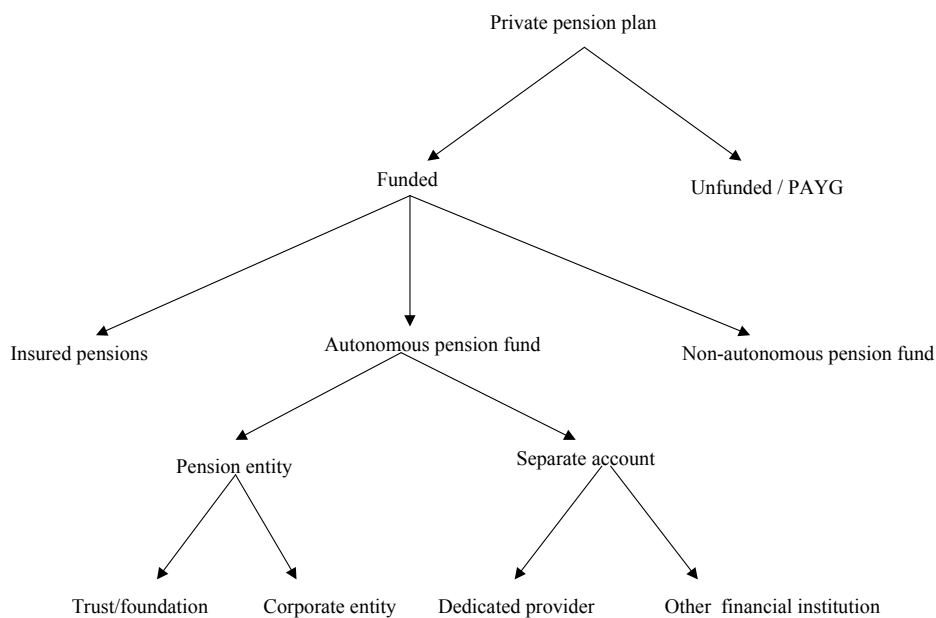 Private pension plan
Funded
Unfunded / PAYG
Insured pensions
Autonomous pension fund
Non-autonomous pension fund
Pension entity
Separate account
Trust/foundation
Corporate entity
Dedicated provider
Other financial institution